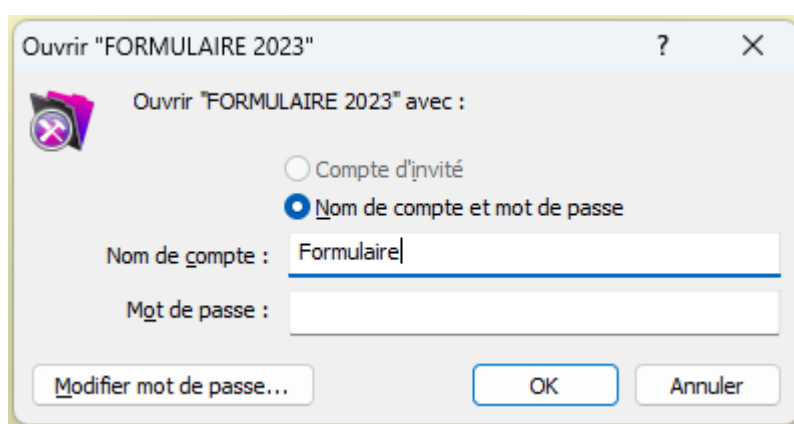 Ouvrir "FORMULAIRE 2023"
? X
Ouvrir "FORMULAIRE 2023" avec :
Compte d'invité
Nom de compte et mot de passe
Nom de compte : Formulaire
Mot de passe :
Modifier mot de passe... OK Annuler